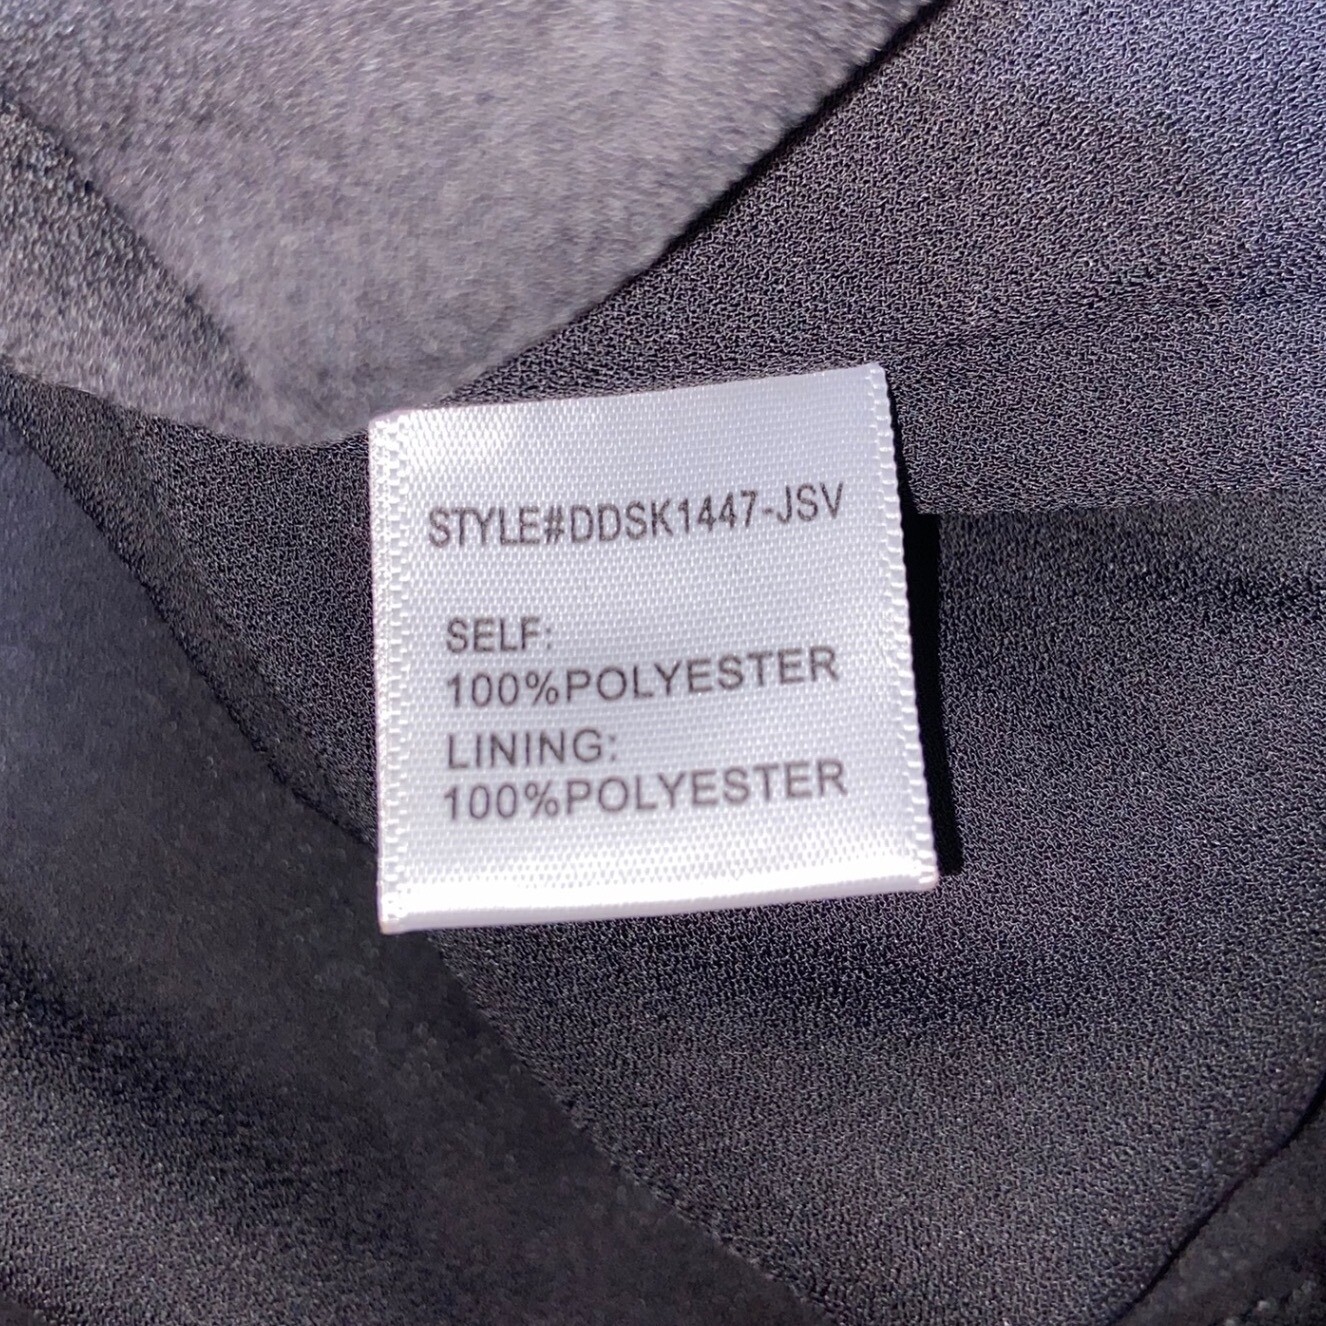 STYLE#DDSK1447-JSV
SELF:
100%POLYESTER
LINING:
100%POLYESTER